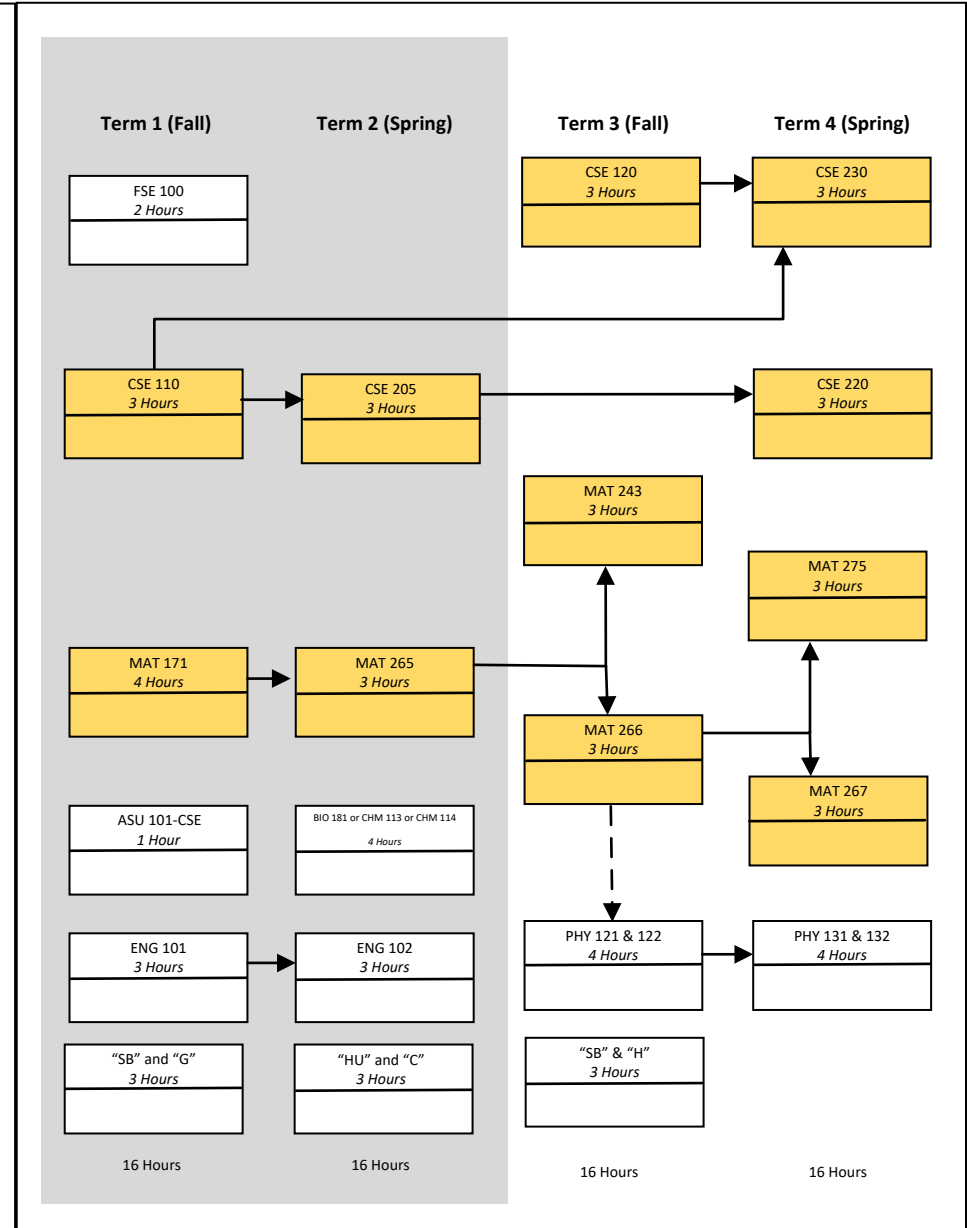 Term 1 (Fall)
Term 2 (Spring)
Term 3 (Fall)
Term 4 (Spring)
CSE 120
3 Hours
CSE 230
3 Hours
FSE 100
2 Hours
CSE 110
3 Hours
CSE 205
3 Hours
CSE 220
3 Hours
MAT 243
3 Hours
MAT 275
3 Hours
MAT 171
4 Hours
MAT 265
3 Hours
MAT 266
3 Hours
MAT 267
3 Hours
ASU 101-CSE
1 Hour
BIO 181 or CHM 113 or CHM 114
4 Hours
ENG 101
3 Hours
ENG 102
3 Hours
PHY 121 & 122
4 Hours
PHY 131 & 132
4 Hours
“SB” and “G”
3 Hours
“HU” and “C”
3 Hours
“SB” & “H”
3 Hours
16 Hours
16 Hours
16 Hours
16 Hours